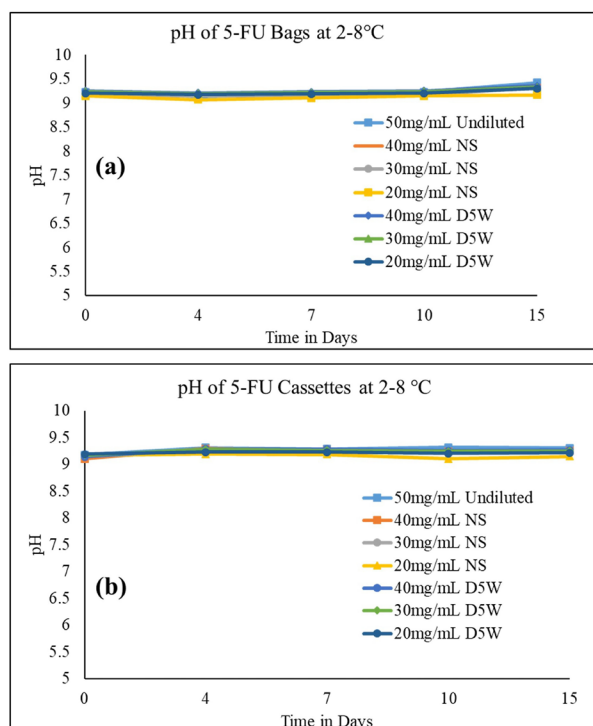 pH of 5-FU Bags at 2-8°C
10
9.5
9
8.5
8
7.5
7
6.5
6
5.5
5
pH
(a)
50mg/mL Undiluted
40mg/mL NS
30mg/mL NS
20mg/mL NS
40mg/mL D5W
30mg/mL D5W
20mg/mL D5W
0 4 7 10 15
Time in Days
pH of 5-FU Cassettes at 2-8 °C
10
9.5
9
8.5
8
7.5
7
6.5
6
5.5
5
pH
(b)
50mg/mL Undiluted
40mg/mL NS
30mg/mL NS
20mg/mL NS
40mg/mL D5W
30mg/mL D5W
20mg/mL D5W
0 4 7 10 15
Time in Days